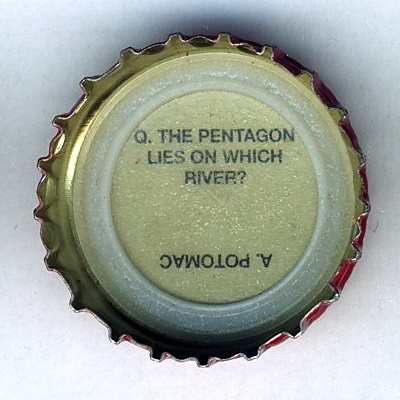 Q. THE PENTAGON
LIES ON WHICH
RIVER?
A. POTOMAC